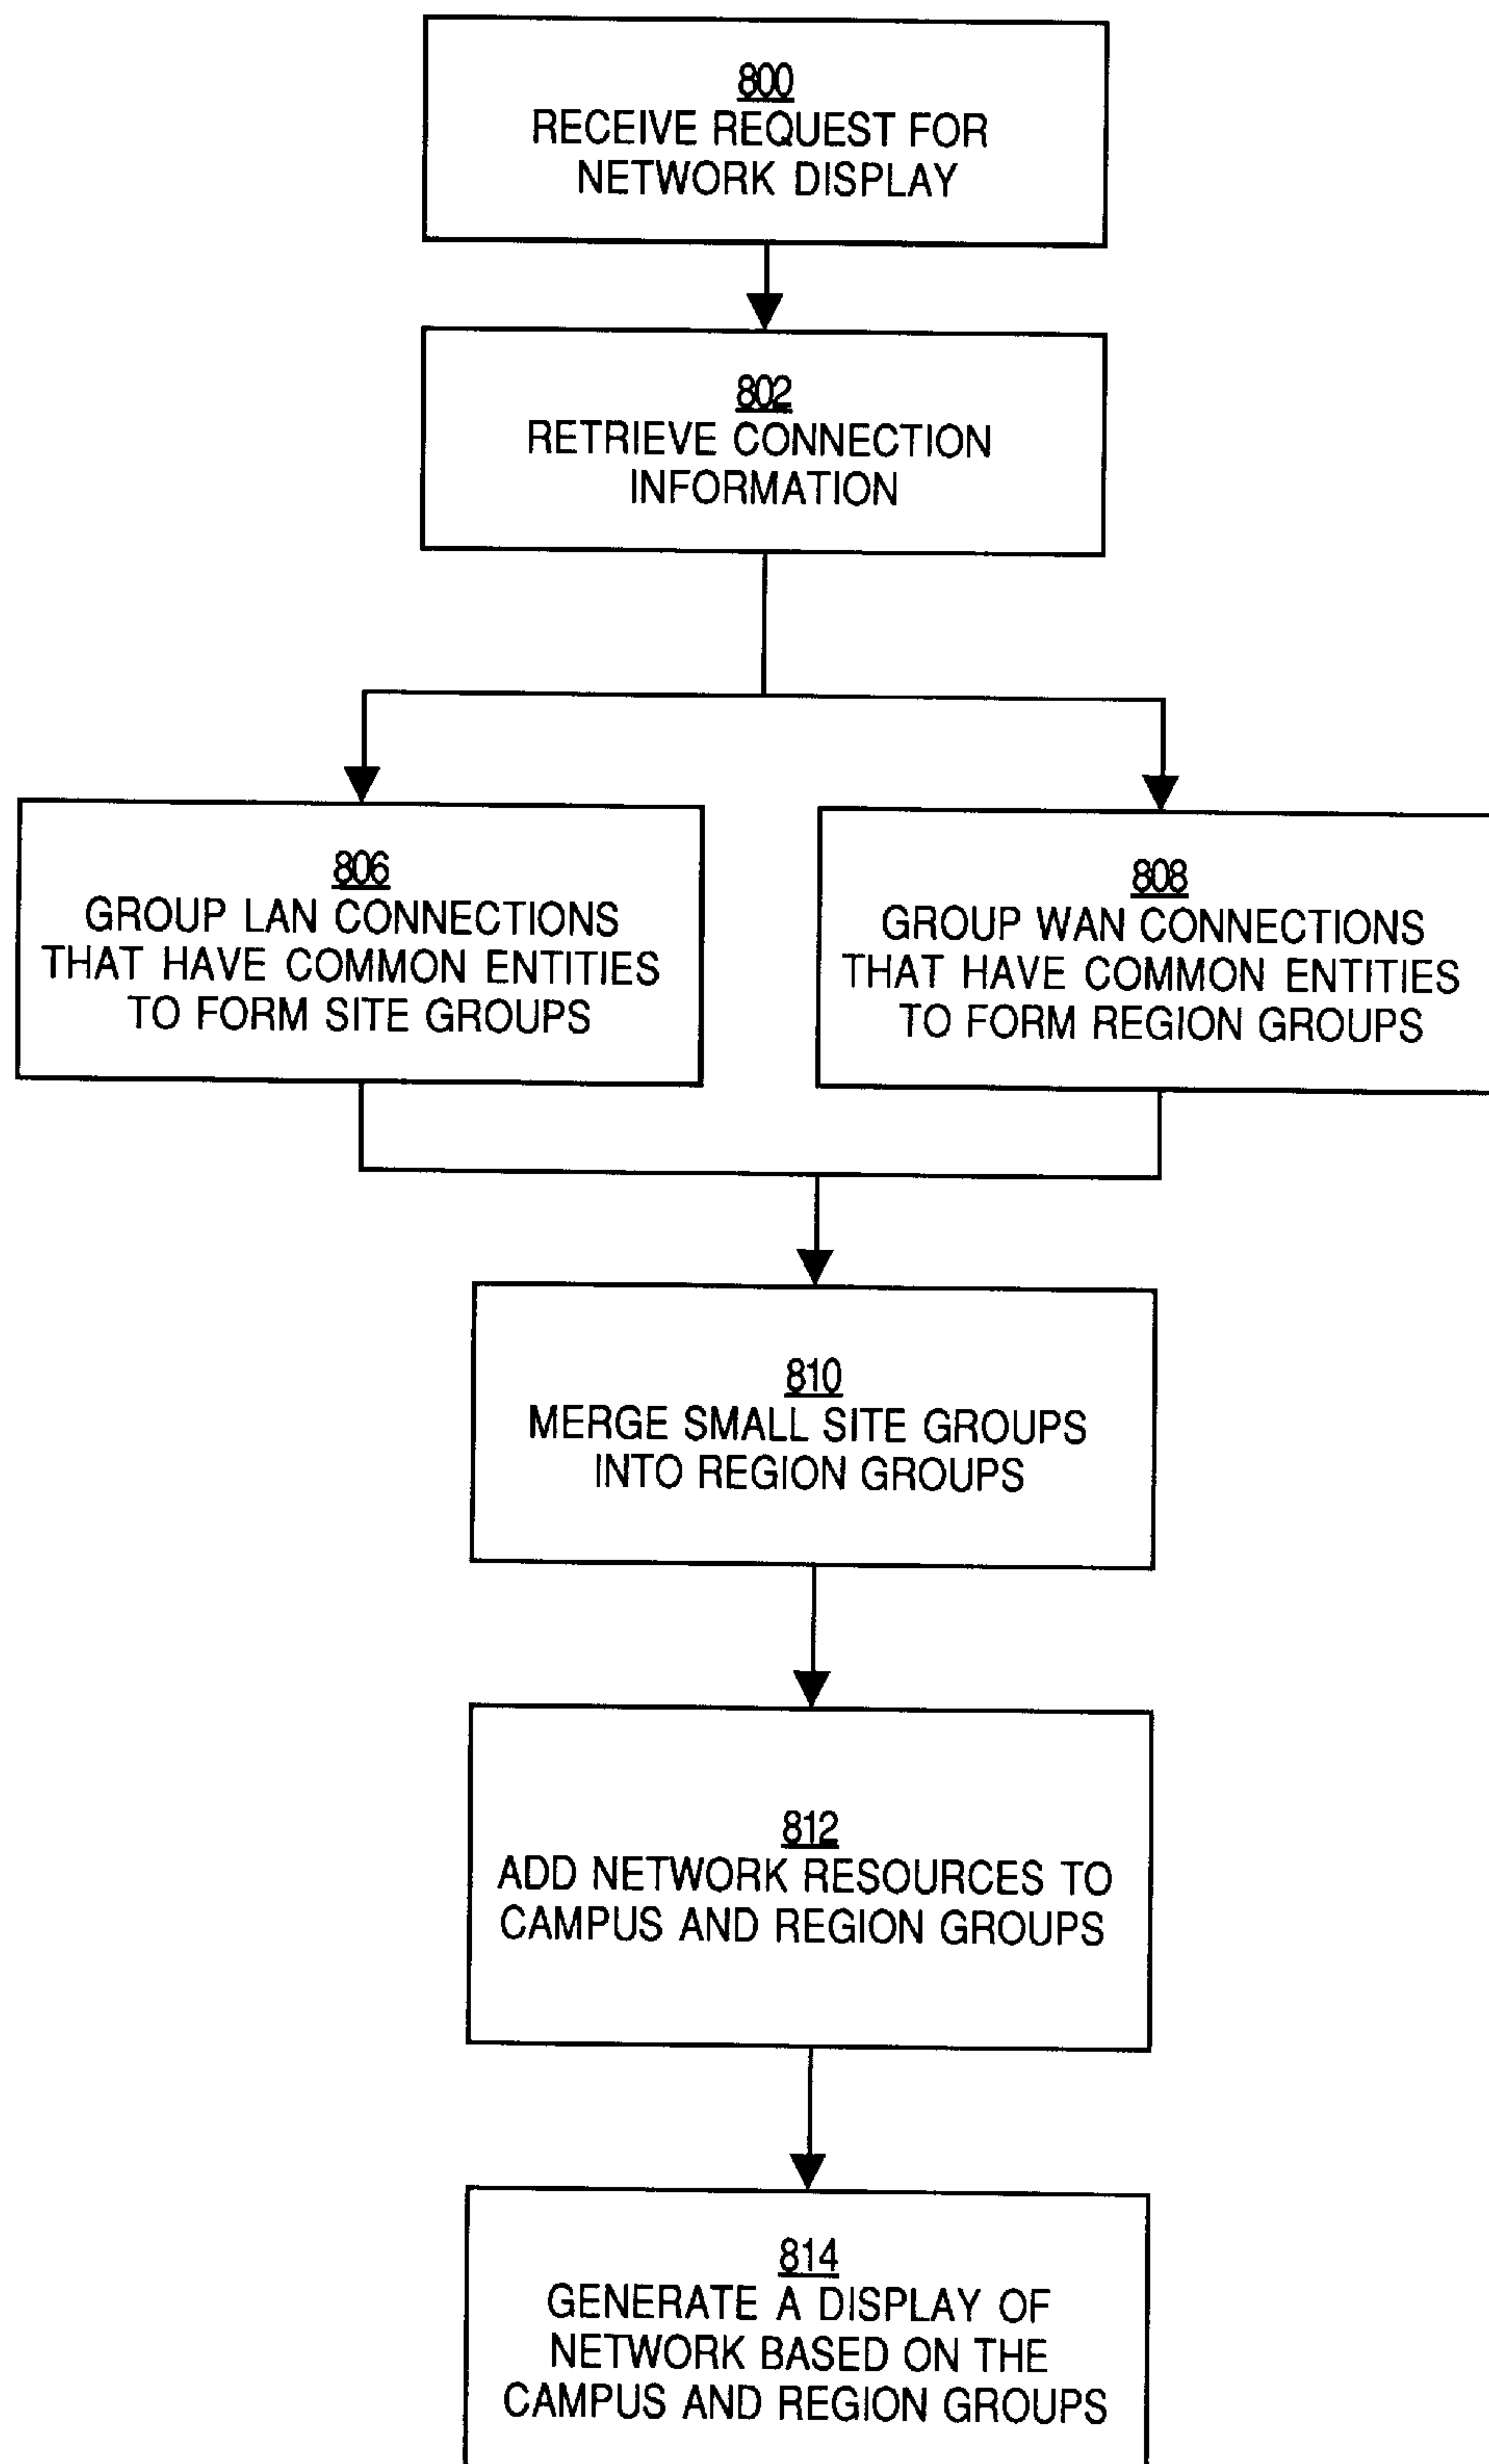 800
RECEIVE REQUEST FOR
NETWORK DISPLAY
802
RETRIEVE CONNECTION
INFORMATION
806
GROUP LAN CONNECTIONS
THAT HAVE COMMON ENTITIES
TO FORM SITE GROUPS
808
GROUP WAN CONNECTIONS
THAT HAVE COMMON ENTITIES
TO FORM REGION GROUPS
810
MERGE SMALL SITE GROUPS
INTO REGION GROUPS
812
ADD NETWORK RESOURCES TO
CAMPUS AND REGION GROUPS
814
GENERATE A DISPLAY OF
NETWORK BASED ON THE
CAMPUS AND REGION GROUPS